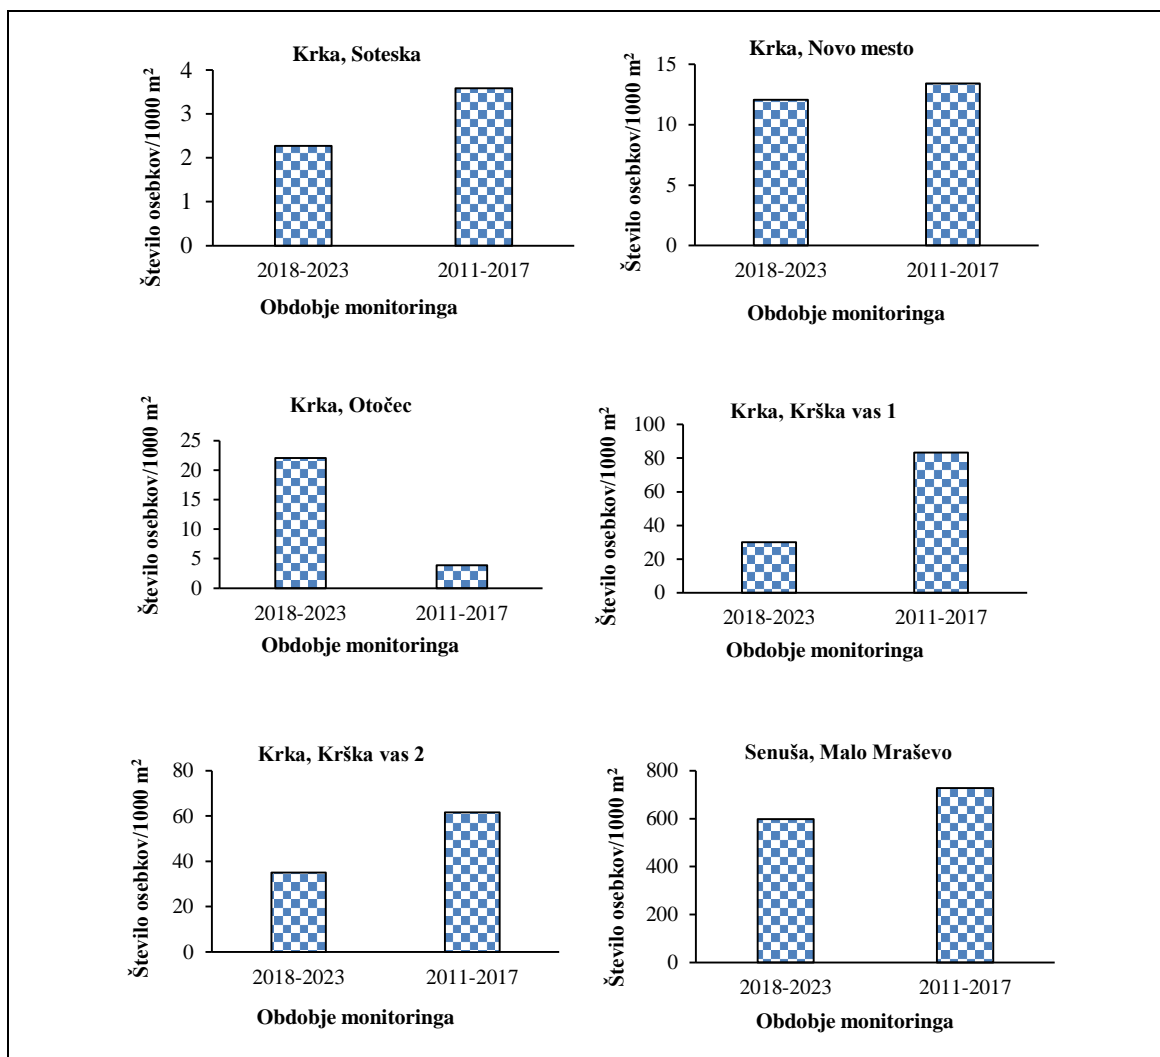 Krka, Soteska
Število osebkov/1000 m²
4
3
2
1
0
2018-2023 2011-2017
Obdobje monitoringa
Krka, Novo mesto
Število osebkov/1000 m²
15
10
5
0
2018-2023 2011-2017
Obdobje monitoringa
Krka, Otočec
Število osebkov/1000 m²
25
20
15
10
5
0
2018-2023 2011-2017
Obdobje monitoringa
Krka, Krška vas 1
Število osebkov/1000 m²
100
80
60
40
20
0
2018-2023 2011-2017
Obdobje monitoringa
Krka, Krška vas 2
Število osebkov/1000 m²
80
60
40
20
0
2018-2023 2011-2017
Obdobje monitoringa
Senuša, Malo Mraševo
Število osebkov/1000 m²
800
600
400
200
0
2018-2023 2011-2017
Obdobje monitoringa